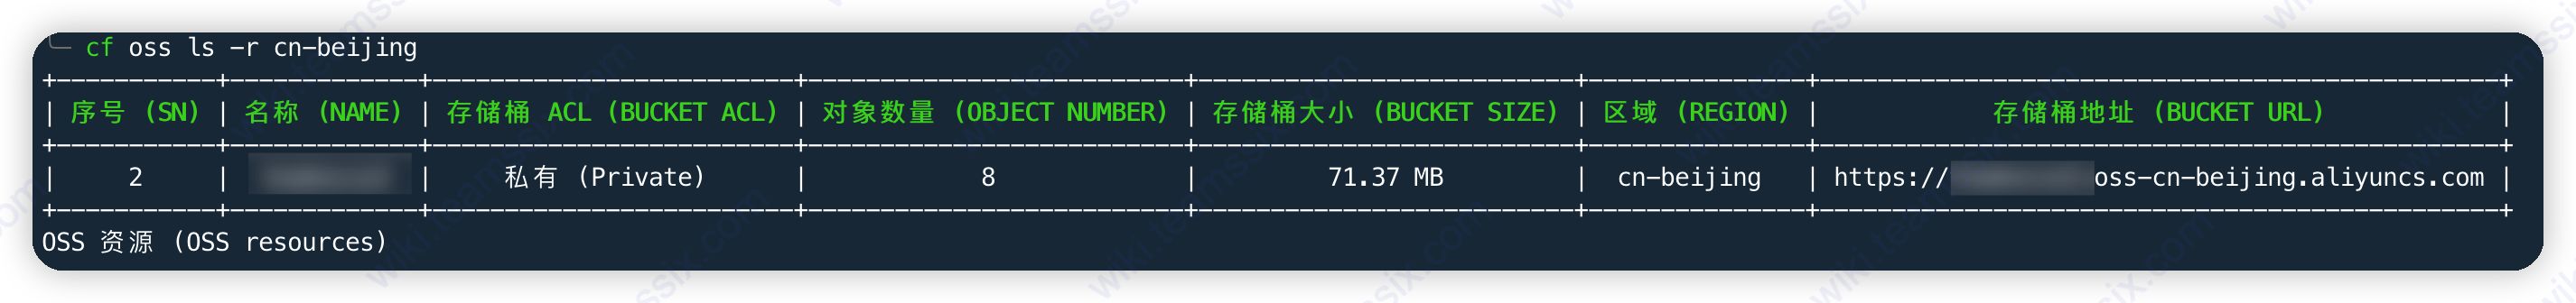 ╰─ cf oss ls -r cn-beijing
| 序号 (SN) | 名称 (NAME) | 存储桶 ACL (BUCKET ACL) | 对象数量 (OBJECT NUMBER) | 存储桶大小 (BUCKET SIZE) | 区域 (REGION) | 存储桶地址 (BUCKET URL) |
| 2 | | 私有 (Private) | 8 | 71.37 MB | cn-beijing | https://oss-cn-beijing.aliyuncs.com |
OSS 资源 (OSS resources)
wiki.teamssix.com